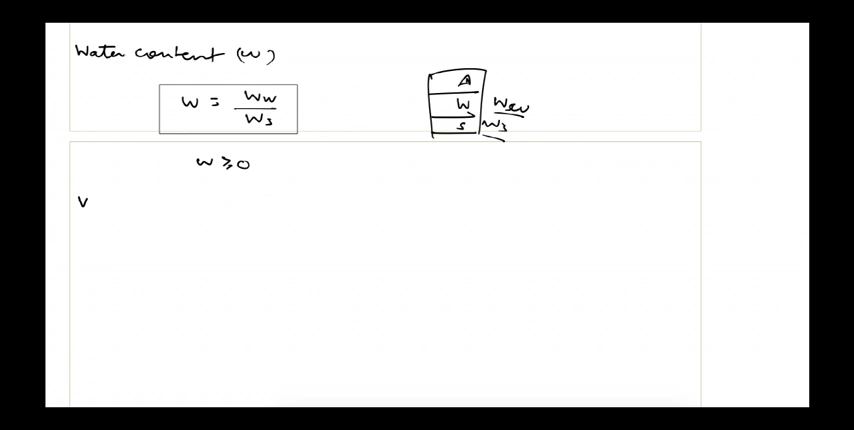 Water content (w)
w = Ww / Ws
A
W Ww
S Ws
w ≥ 0
V